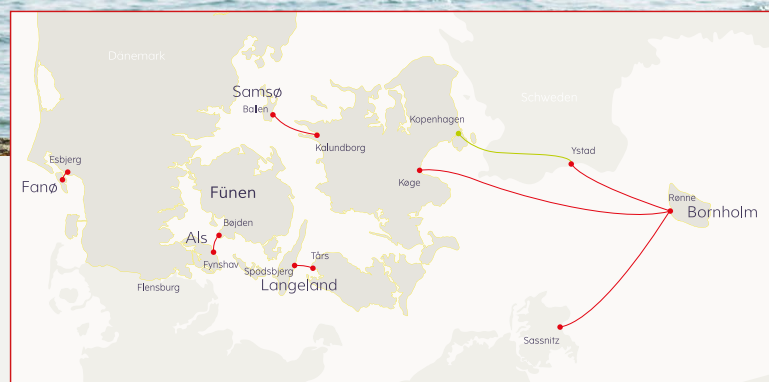 Dänemark
Samsø
Ballen
Kopenhagen
Schweden
Kalundborg
Ystad
Esbjerg
Fanø
Køge
Fünen
Rønne
Bornholm
Bøjden
Als
Fynshav
Tårs
Spodsbjerg
Langeland
Flensburg
Sassnitz